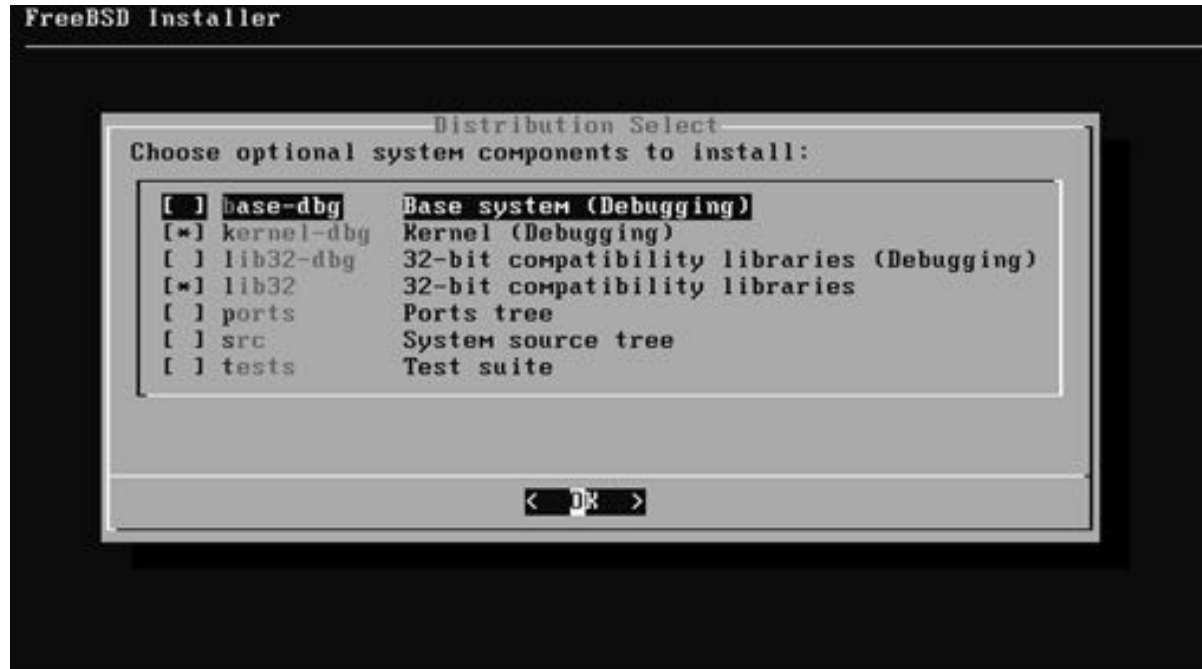 FreeBSD Installer
Distribution Select
Choose optional system components to install:
[ ] base-dbg Base system (Debugging)
[*] kernel-dbg Kernel (Debugging)
[ ] lib32-dbg 32-bit compatibility libraries (Debugging)
[*] lib32 32-bit compatibility libraries
[ ] ports Ports tree
[ ] src System source tree
[ ] tests Test suite
< OK >